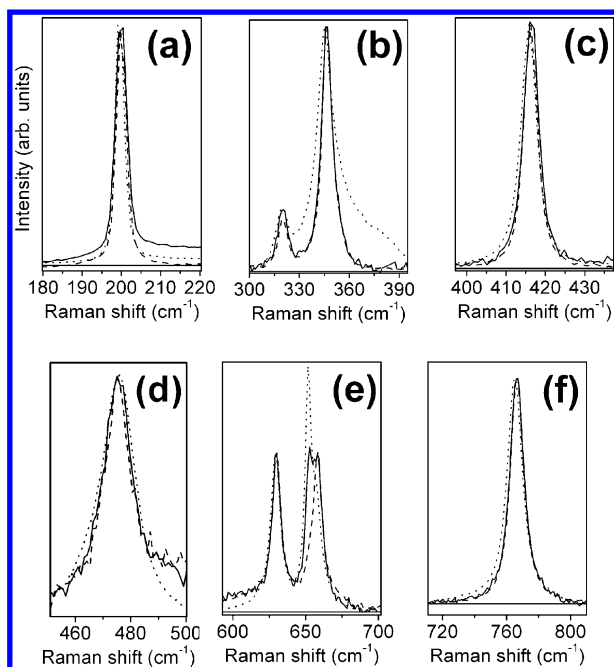 (a) (b) (c)
Intensity (arb. units)
180 190 200 210 220 300 330 360 390 400 410 420 430
Raman shift (cm⁻¹) Raman shift (cm⁻¹) Raman shift (cm⁻¹)
(d) (e) (f)
460 480 500 600 650 700 720 760 800
Raman shift (cm⁻¹) Raman shift (cm⁻¹) Raman shift (cm⁻¹)